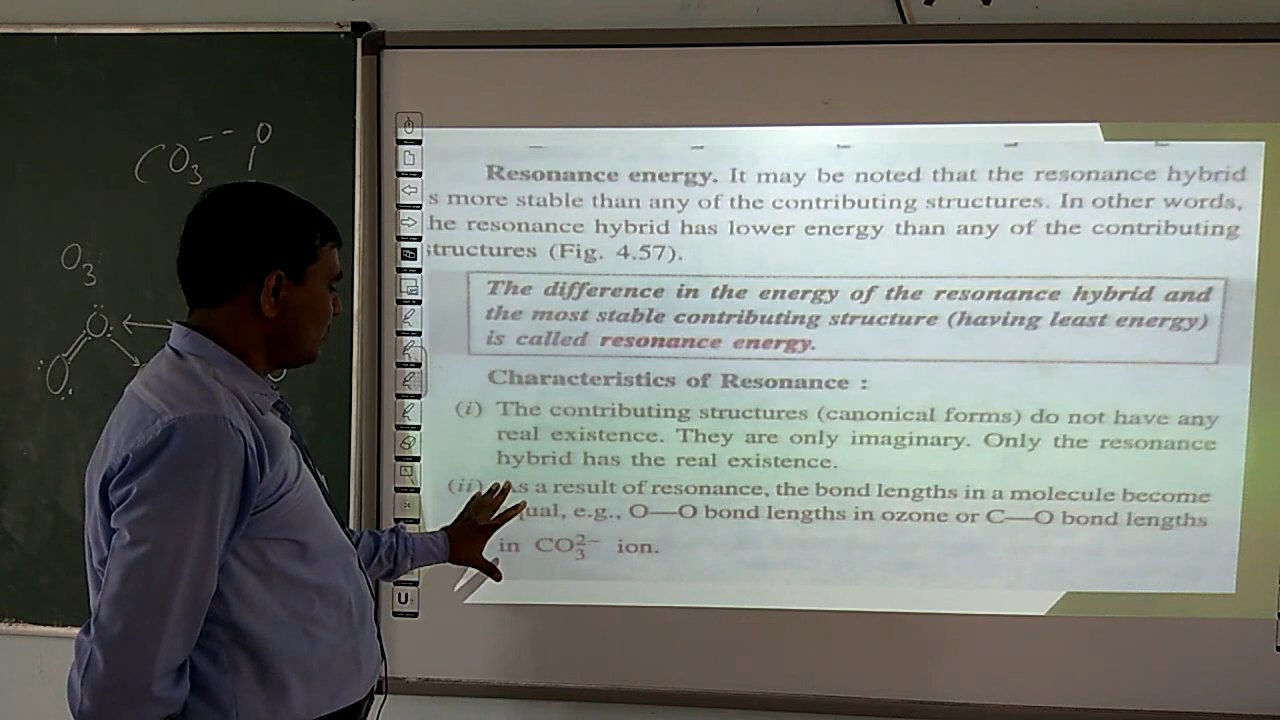 CO₃⁻⁻ O
O₃
Resonance energy. It may be noted that the resonance hybrid
s more stable than any of the contributing structures. In other words,
he resonance hybrid has lower energy than any of the contributing
structures (Fig. 4.57).
The difference in the energy of the resonance hybrid and
the most stable contributing structure (having least energy)
is called resonance energy.
Characteristics of Resonance :
(i) The contributing structures (canonical forms) do not have any
real existence. They are only imaginary. Only the resonance
hybrid has the real existence.
(ii) As a result of resonance, the bond lengths in a molecule become
qual, e.g., O—O bond lengths in ozone or C—O bond lengths
in CO₃²⁻ ion.
U